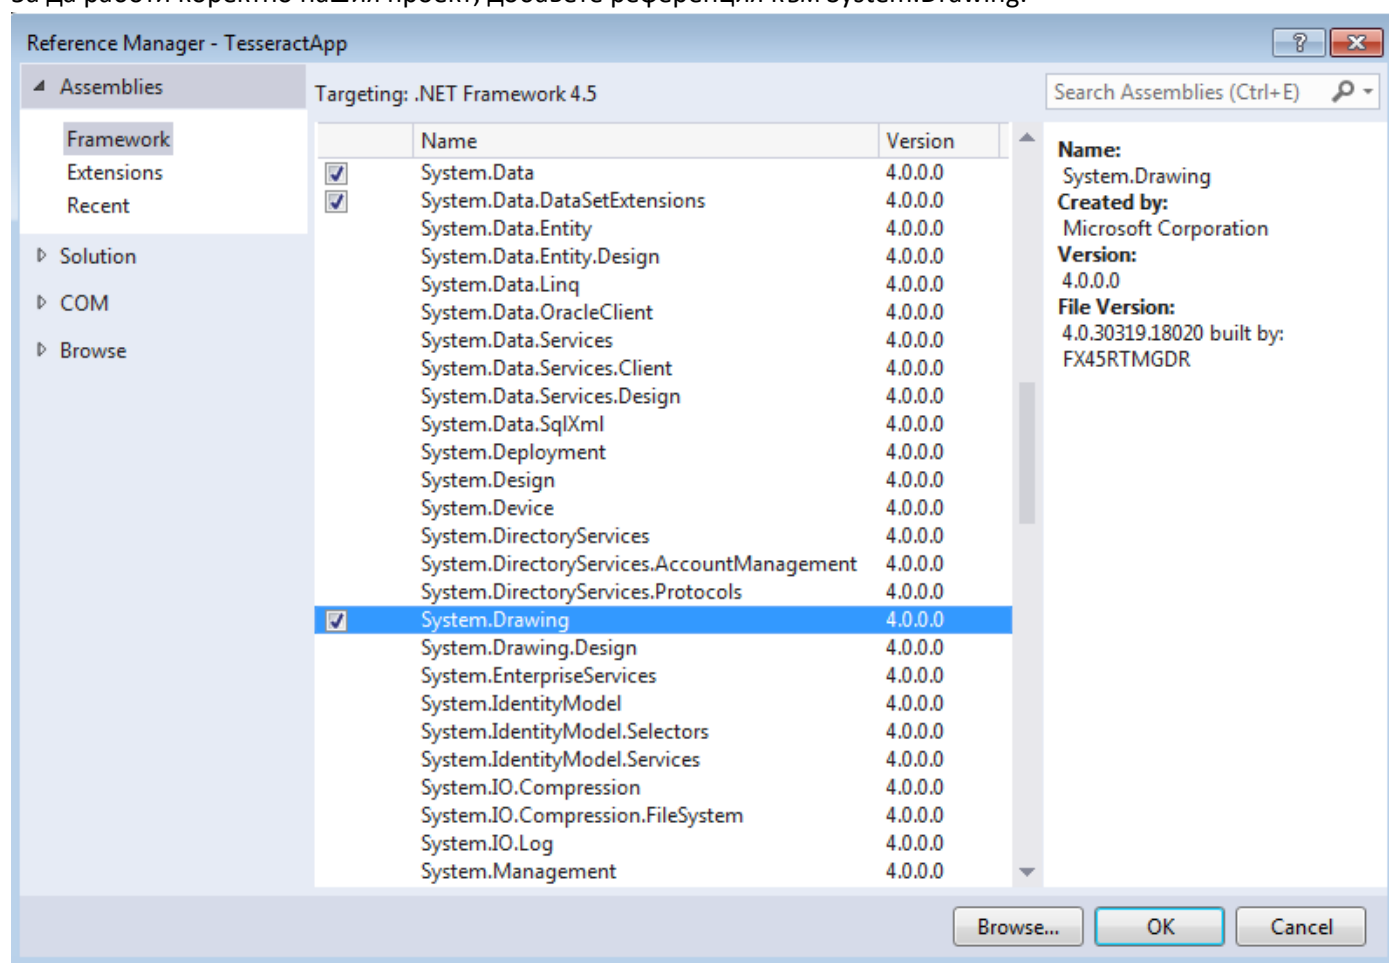 За да работи коректно нашия проект, добавете референция към System.Drawing:
Reference Manager - TesseractApp
Assemblies
Framework
Extensions
Recent
Solution
COM
Browse
Targeting: .NET Framework 4.5
Search Assemblies (Ctrl+E)
Name Version
System.Data 4.0.0.0
System.Data.DataSetExtensions 4.0.0.0
System.Data.Entity 4.0.0.0
System.Data.Entity.Design 4.0.0.0
System.Data.Linq 4.0.0.0
System.Data.OracleClient 4.0.0.0
System.Data.Services 4.0.0.0
System.Data.Services.Client 4.0.0.0
System.Data.Services.Design 4.0.0.0
System.Data.SqlXml 4.0.0.0
System.Deployment 4.0.0.0
System.Design 4.0.0.0
System.Device 4.0.0.0
System.DirectoryServices 4.0.0.0
System.DirectoryServices.AccountManagement 4.0.0.0
System.DirectoryServices.Protocols 4.0.0.0
System.Drawing 4.0.0.0
System.Drawing.Design 4.0.0.0
System.EnterpriseServices 4.0.0.0
System.IdentityModel 4.0.0.0
System.IdentityModel.Selectors 4.0.0.0
System.IdentityModel.Services 4.0.0.0
System.IO.Compression 4.0.0.0
System.IO.Compression.FileSystem 4.0.0.0
System.IO.Log 4.0.0.0
System.Management 4.0.0.0
Name:
System.Drawing
Created by:
Microsoft Corporation
Version:
4.0.0.0
File Version:
4.0.30319.18020 built by:
FX45RTMGDR
Browse...
OK
Cancel